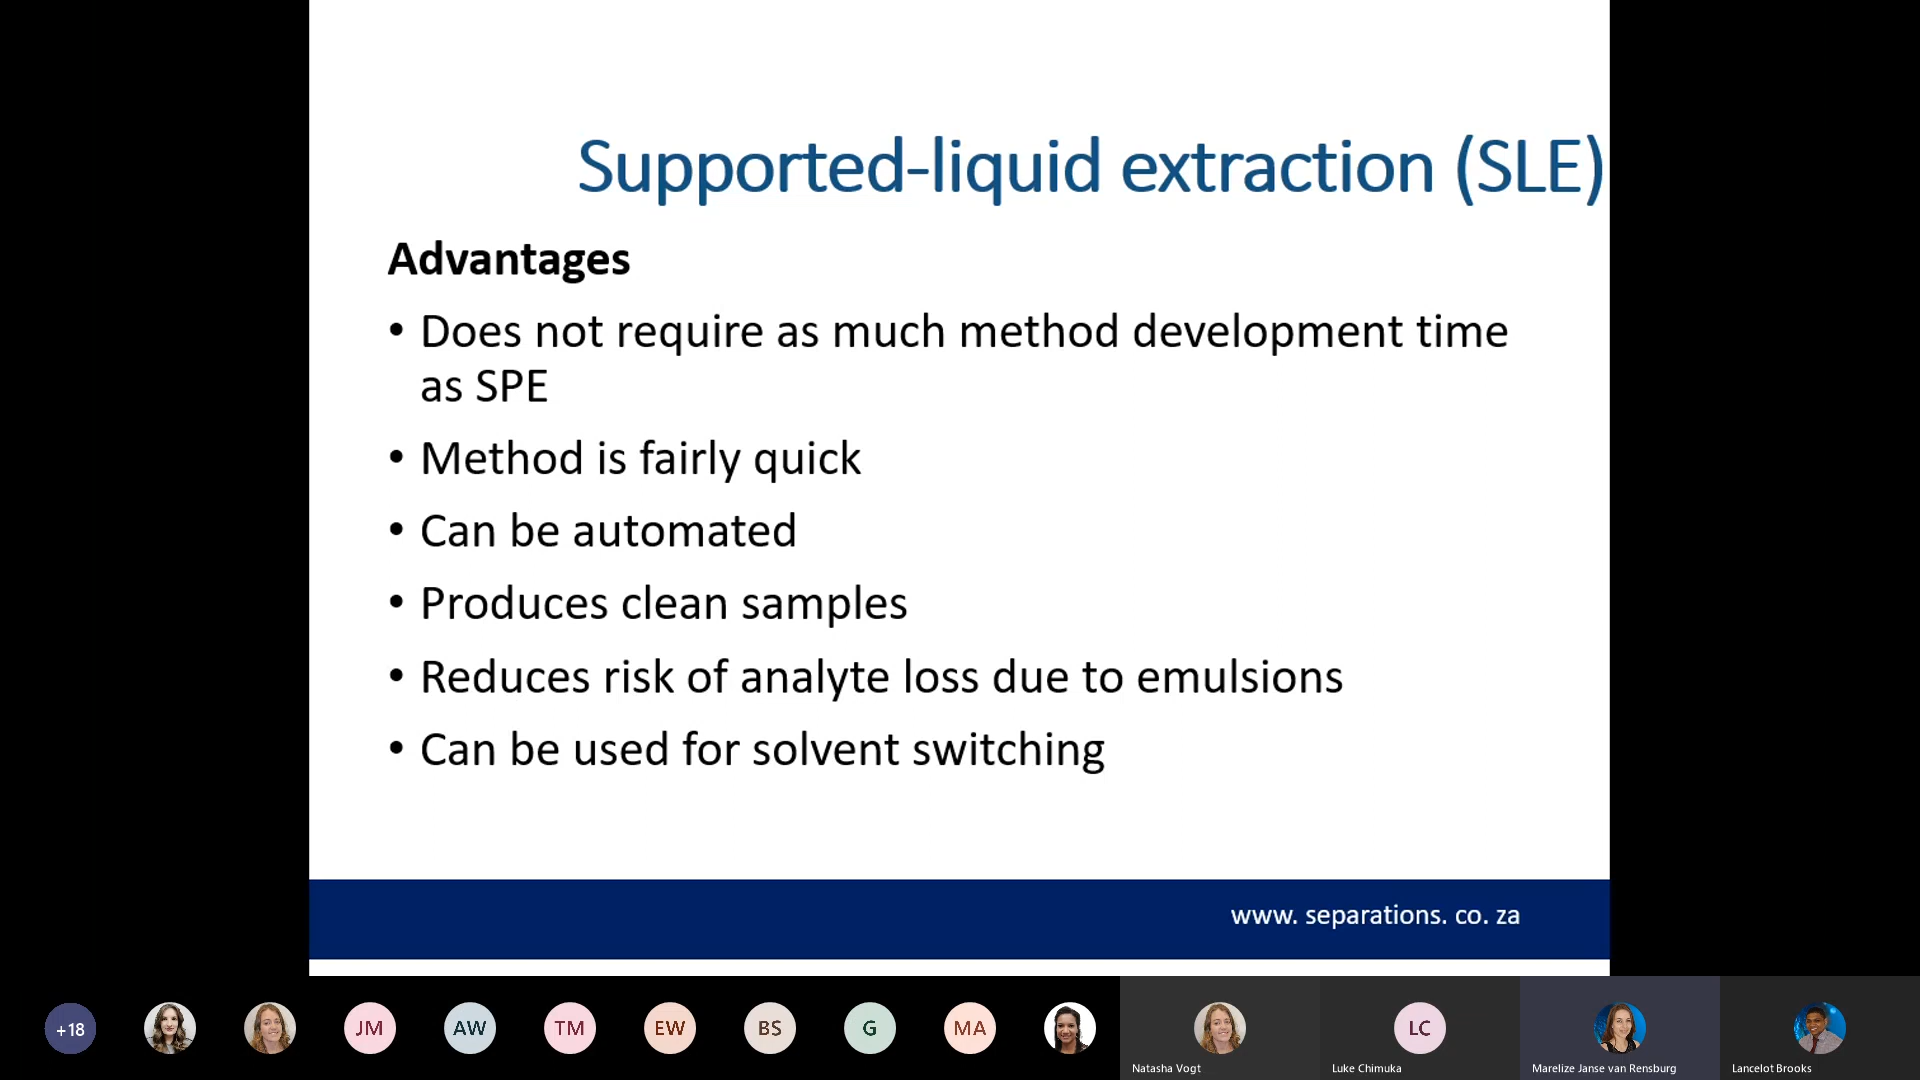 Supported-liquid extraction (SLE)
Advantages
• Does not require as much method development time
as SPE
• Method is fairly quick
• Can be automated
• Produces clean samples
• Reduces risk of analyte loss due to emulsions
• Can be used for solvent switching
www. separations. co. za
+18
JM
AW
TM
EW
BS
G
MA
LC
Natasha Vogt
Luke Chimuka
Marelize Janse van Rensburg
Lancelot Brooks